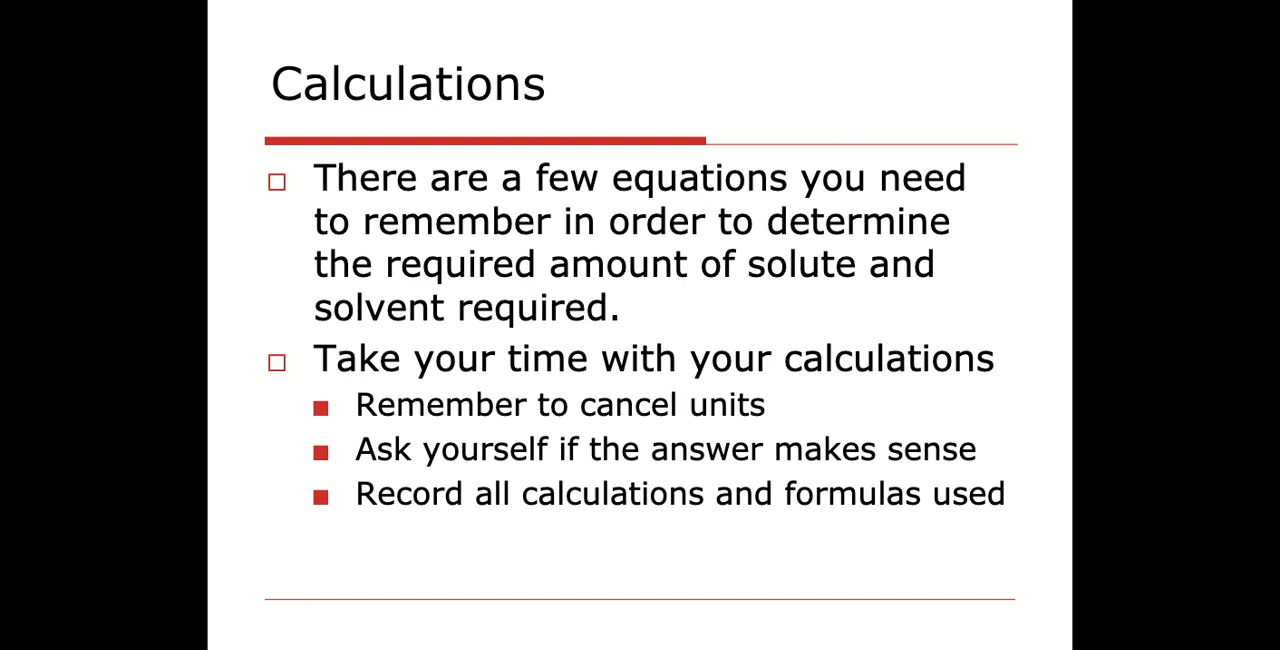 Calculations
There are a few equations you need
to remember in order to determine
the required amount of solute and
solvent required.
Take your time with your calculations
Remember to cancel units
Ask yourself if the answer makes sense
Record all calculations and formulas used